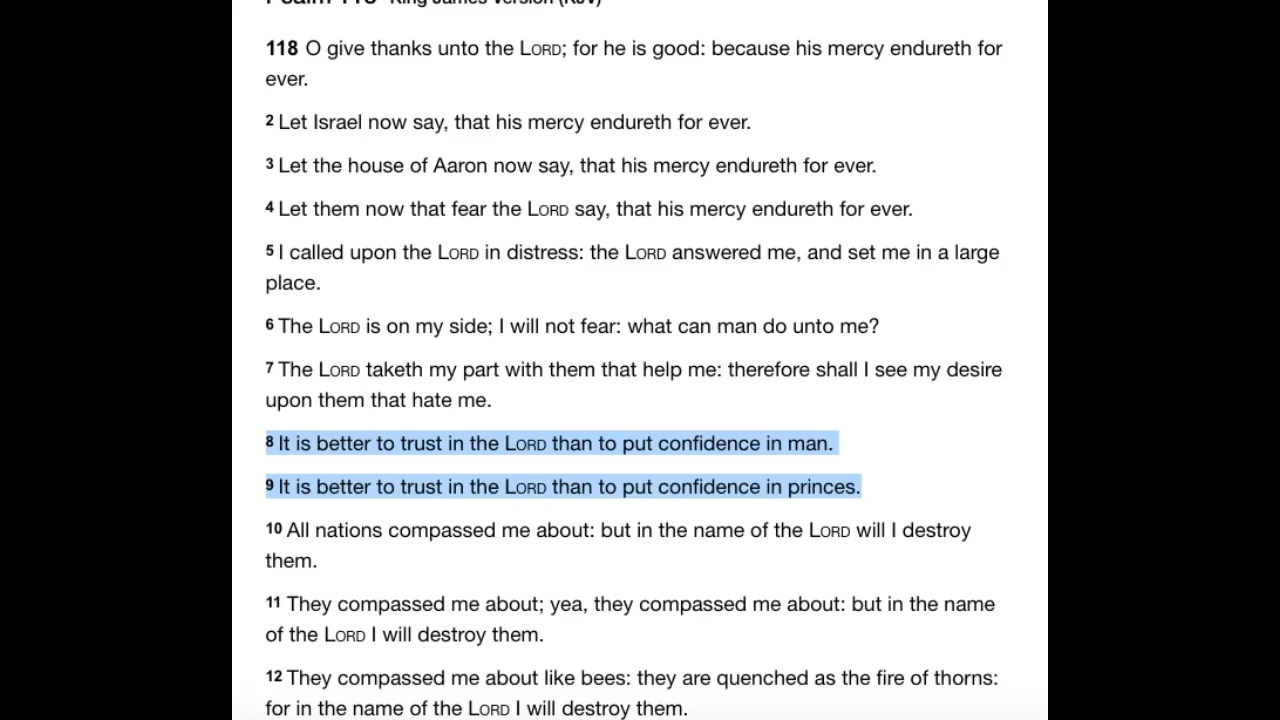 Psalm 118 King James Version (KJV)
118 O give thanks unto the LORD; for he is good: because his mercy endureth for
ever.
2 Let Israel now say, that his mercy endureth for ever.
3 Let the house of Aaron now say, that his mercy endureth for ever.
4 Let them now that fear the LORD say, that his mercy endureth for ever.
5 I called upon the LORD in distress: the LORD answered me, and set me in a large
place.
6 The LORD is on my side; I will not fear: what can man do unto me?
7 The LORD taketh my part with them that help me: therefore shall I see my desire
upon them that hate me.
8 It is better to trust in the LORD than to put confidence in man.
9 It is better to trust in the LORD than to put confidence in princes.
10 All nations compassed me about: but in the name of the LORD will I destroy
them.
11 They compassed me about; yea, they compassed me about: but in the name
of the LORD I will destroy them.
12 They compassed me about like bees: they are quenched as the fire of thorns:
for in the name of the LORD I will destroy them.